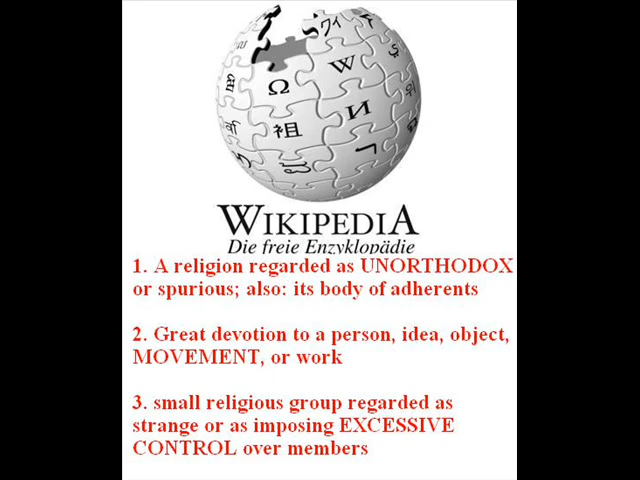 Ω W И 祖
WIKIPEDIA
Die freie Enzyklopädie
1. A religion regarded as UNORTHODOX
or spurious; also: its body of adherents
2. Great devotion to a person, idea, object,
MOVEMENT, or work
3. small religious group regarded as
strange or as imposing EXCESSIVE
CONTROL over members